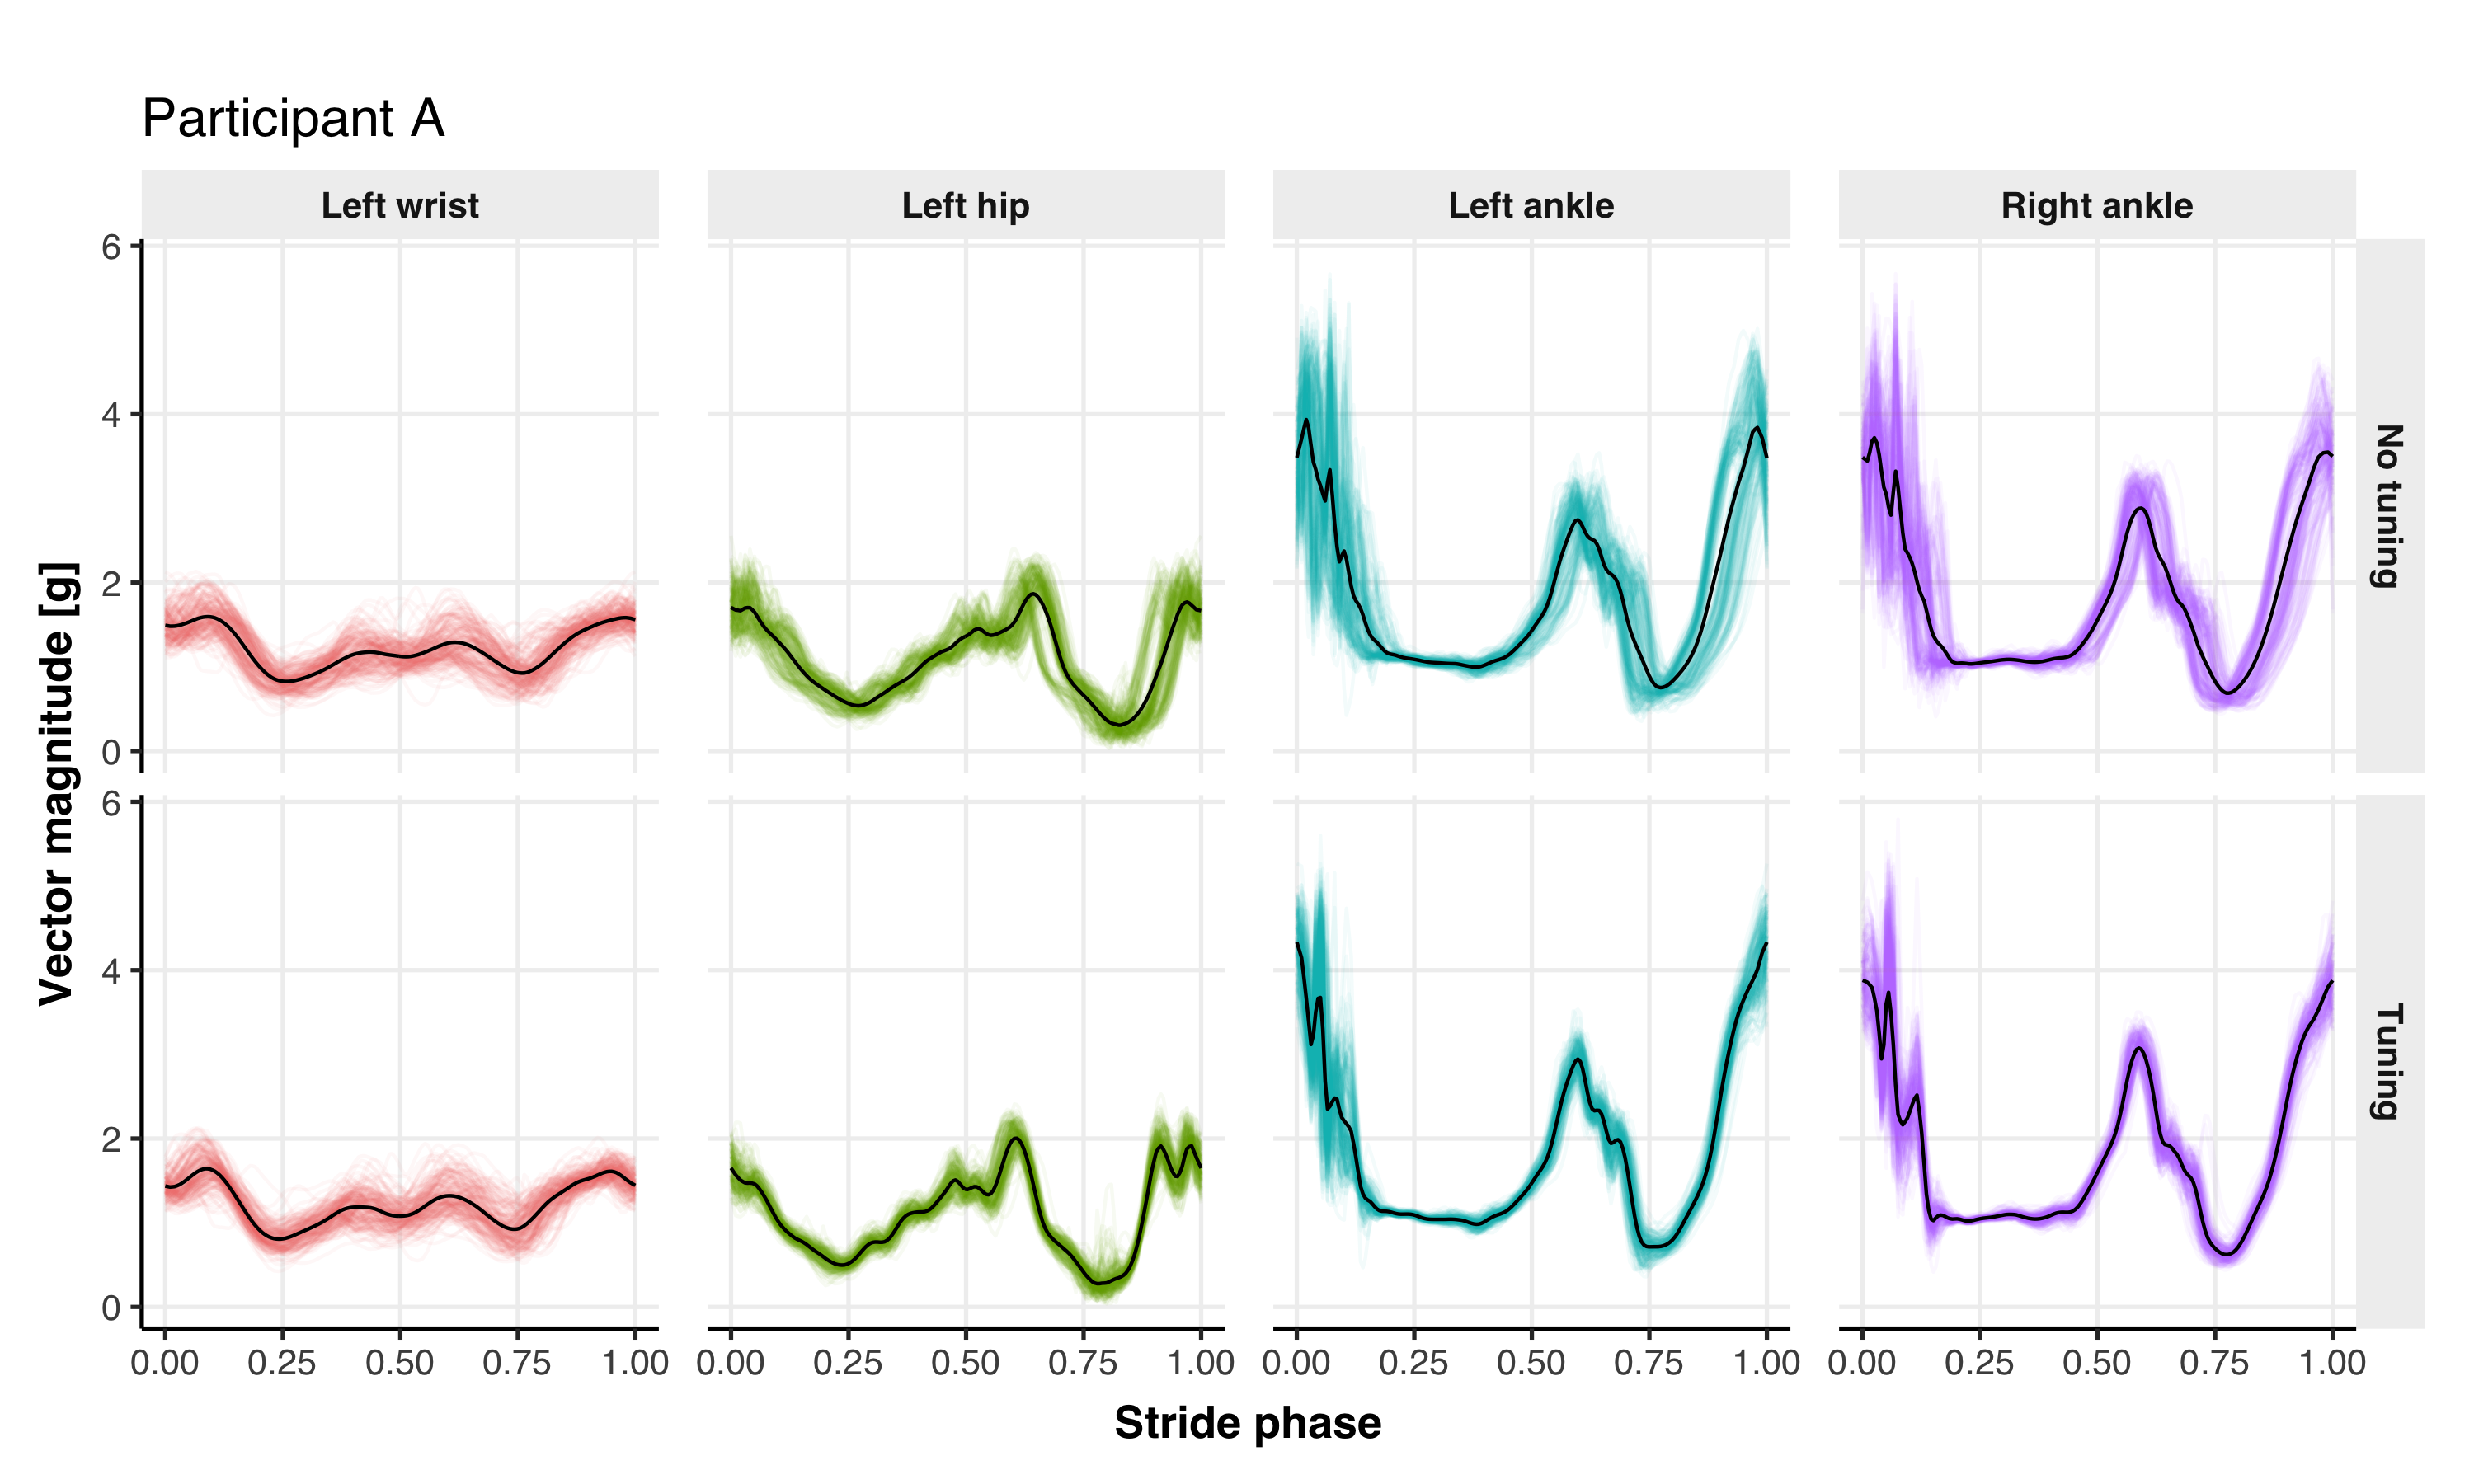 Participant A
Left wrist Left hip Left ankle Right ankle
6
4
2
0
No tuning
Vector magnitude [g]
6
4
2
0
Tuning
0.00 0.25 0.50 0.75 1.00 0.00 0.25 0.50 0.75 1.00 0.00 0.25 0.50 0.75 1.00 0.00 0.25 0.50 0.75 1.00
Stride phase